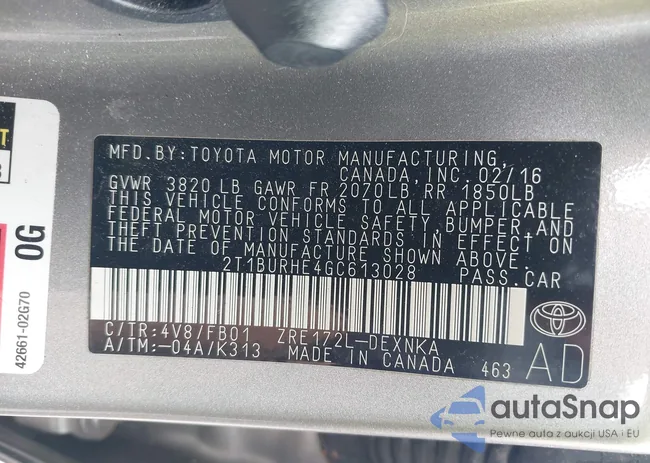 MFD.BY:TOYOTA MOTOR MANUFACTURING,
CANADA, INC.02/16
GVWR 3820 LB GAWR FR 2070LB RR 1850LB
THIS VEHICLE CONFORMS TO ALL APPLICABLE
FEDERAL MOTOR VEHICLE SAFETY, BUMPER, AND
THEFT PREVENTION STANDARDS IN EFFECT ON
THE DATE OF MANUFACTURE SHOWN ABOVE.
2T1BURHE4GC613028 PASS.CAR
C/TR:4V8/FB01 ZRE172L-DEXNKA
A/TM:-04A/K313 MADE IN CANADA 463
AD
0G
42661-02G70
autaSnap
Pewne auta z aukcji USA i EU